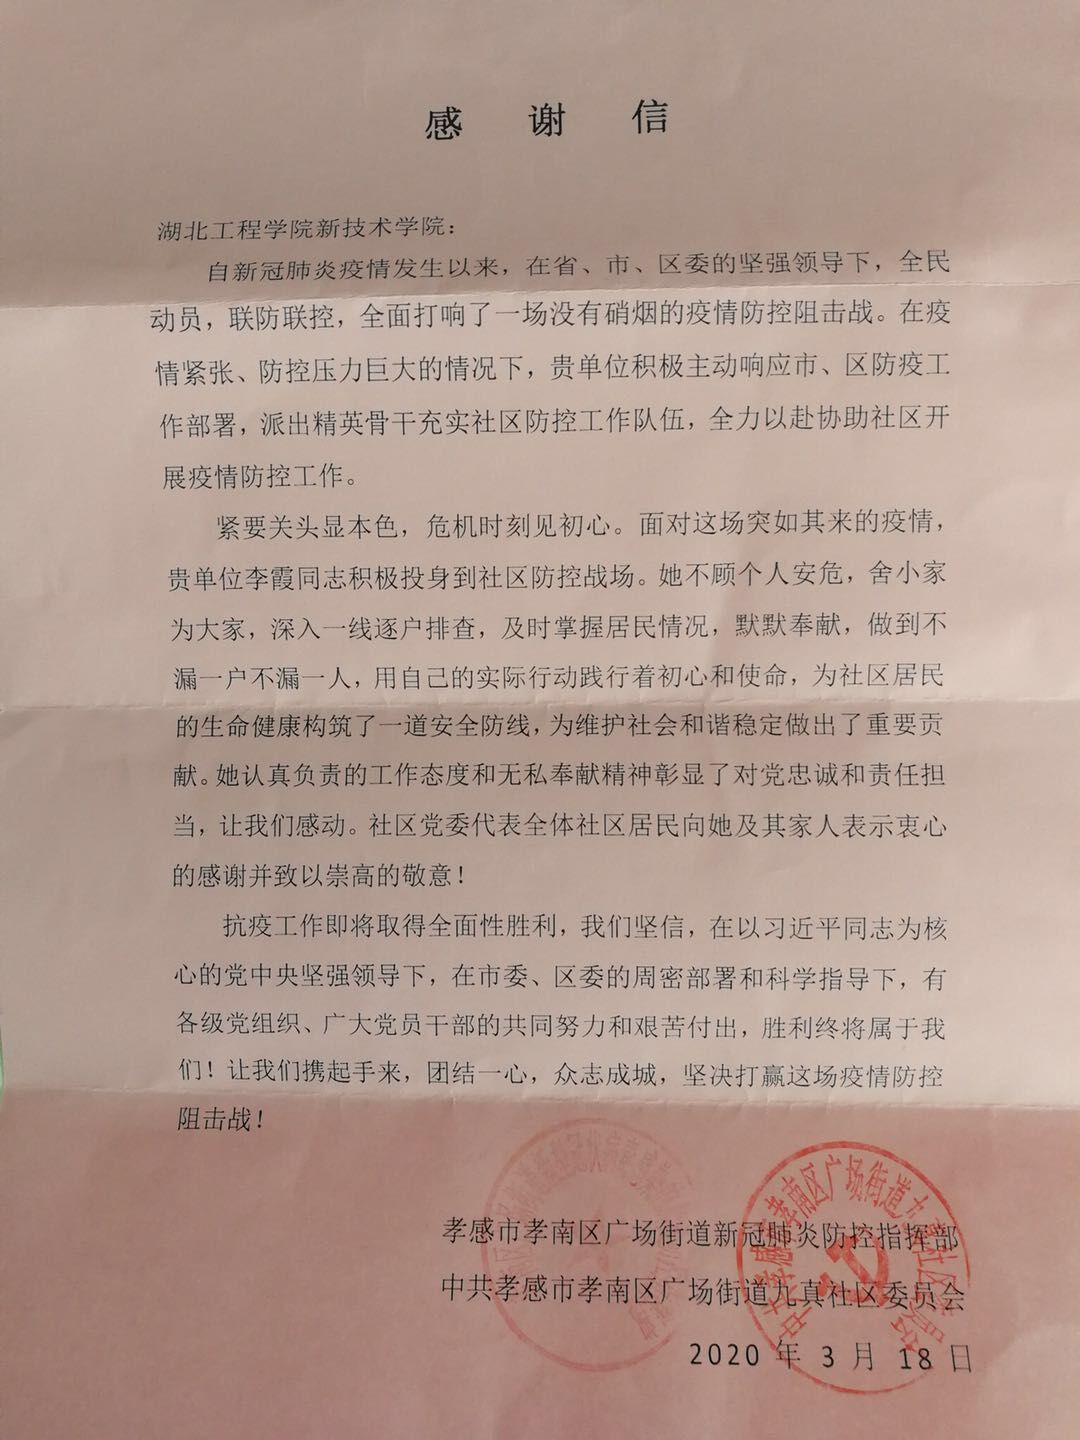 感谢信
湖北工程学院新技术学院：
自新冠肺炎疫情发生以来，在省、市、区委的坚强领导下，全民
动员，联防联控，全面打响了一场没有硝烟的疫情防控阻击战。在疫
情紧张、防控压力巨大的情况下，贵单位积极主动响应市、区防疫工
作部署，派出精英骨干充实社区防控工作队伍，全力以赴协助社区开
展疫情防控工作。
紧要关头显本色，危机时刻见初心。面对这场突如其来的疫情，
贵单位李霞同志积极投身到社区防控战场。她不顾个人安危，舍小家
为大家，深入一线逐户排查，及时掌握居民情况，默默奉献，做到不
漏一户不漏一人，用自己的实际行动践行着初心和使命，为社区居民
的生命健康构筑了一道安全防线，为维护社会和谐稳定做出了重要贡
献。她认真负责的工作态度和无私奉献精神彰显了对党忠诚和责任担
当，让我们感动。社区党委代表全体社区居民向她及其家人表示衷心
的感谢并致以崇高的敬意！
抗疫工作即将取得全面性胜利，我们坚信，在以习近平同志为核
心的党中央坚强领导下，在市委、区委的周密部署和科学指导下，有
各级党组织、广大党员干部的共同努力和艰苦付出，胜利终将属于我
们！让我们携起手来，团结一心，众志成城，坚决打赢这场疫情防控
阻击战！
孝感市孝南区广场街道新冠肺炎防控指挥部
中共孝感市孝南区广场街道九真社区委员会
2020年3月18日
中共孝感市孝南区广场街道九真社区委员会